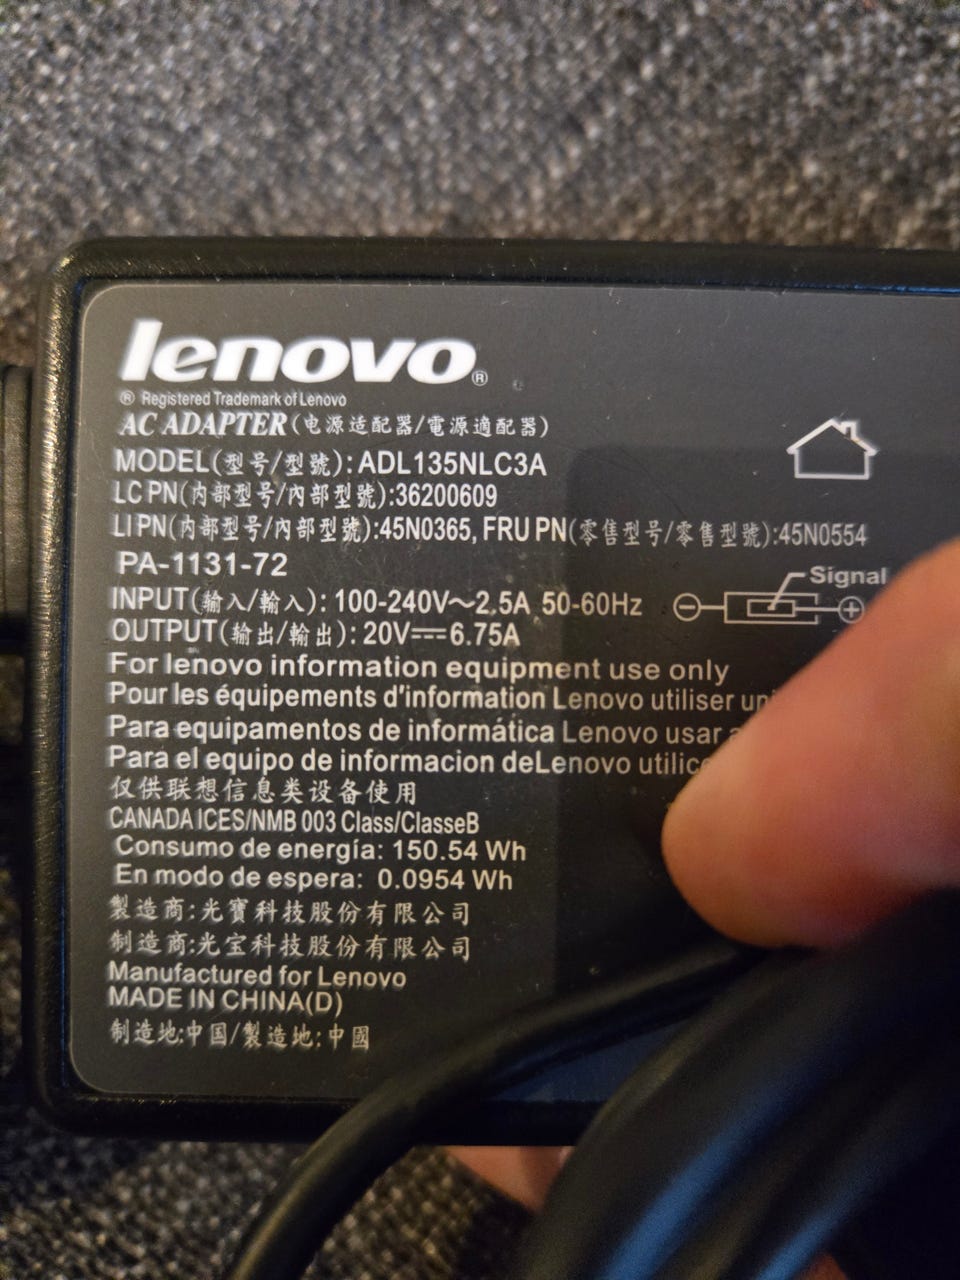 lenovo®
® Registered Trademark of Lenovo
AC ADAPTER(电源适配器/電源適配器)
MODEL(型号/型號): ADL135NLC3A
LC PN(内部型号/內部型號):36200609
LI PN(内部型号/內部型號):45N0365, FRU PN(零售型号/零售型號):45N0554
PA-1131-72
INPUT(输入/輸入): 100-240V～2.5A 50-60Hz
Signal
OUTPUT(输出/輸出): 20V⎓6.75A
For lenovo information equipment use only
Pour les équipements d'information Lenovo utiliser
Para equipamentos de informática Lenovo usar
Para el equipo de informacion deLenovo
仅供联想信息类设备使用
CANADA ICES/NMB 003 Class/ClasseB
Consumo de energía: 150.54 Wh
En modo de espera: 0.0954 Wh
製造商:光寶科技股份有限公司
制造商:光宝科技股份有限公司
Manufactured for Lenovo
MADE IN CHINA(D)
制造地:中国/製造地:中國